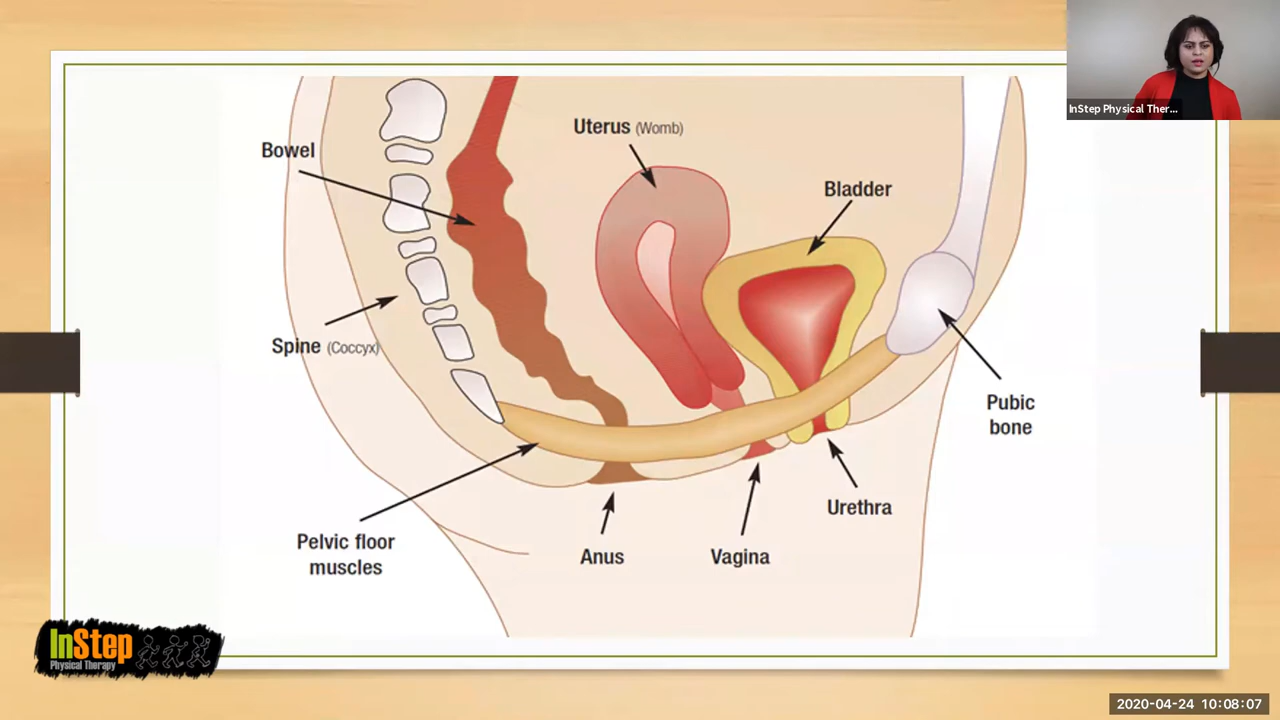 InStep Physical Ther...
Uterus (Womb)
Bowel
Bladder
Spine (Coccyx)
Pubic
bone
Urethra
Pelvic floor
muscles
Anus
Vagina
InStep
Physical Therapy
2020-04-24 10:08:07